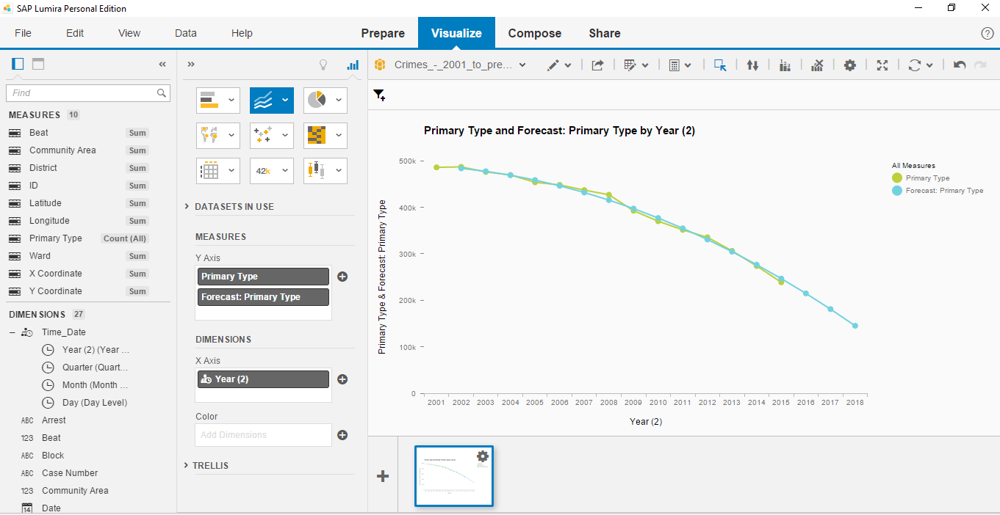 SAP Lumira Personal Edition
File Edit View Data Help Prepare Visualize Compose Share ?
Crimes_-_2001_to_pre...
Find
MEASURES 10
Beat Sum
Community Area Sum
District Sum
ID Sum
Latitude Sum
Longitude Sum
Primary Type Count (All)
Ward Sum
X Coordinate Sum
Y Coordinate Sum
DIMENSIONS 27
Time_Date
Year (2) (Year ...
Quarter (Quart...
Month (Month ...
Day (Day Level)
ABC Arrest
123 Beat
ABC Block
ABC Case Number
123 Community Area
14 Date
42k
DATASETS IN USE
MEASURES
Y Axis
Primary Type
Forecast: Primary Type
DIMENSIONS
X Axis
Year (2)
Color
Add Dimensions
TRELLIS
Primary Type and Forecast: Primary Type by Year (2)
Primary Type & Forecast: Primary Type
500k
400k
300k
200k
100k
0
2001 2002 2003 2004 2005 2006 2007 2008 2009 2010 2011 2012 2013 2014 2015 2016 2017 2018
Year (2)
All Measures
Primary Type
Forecast: Primary Type